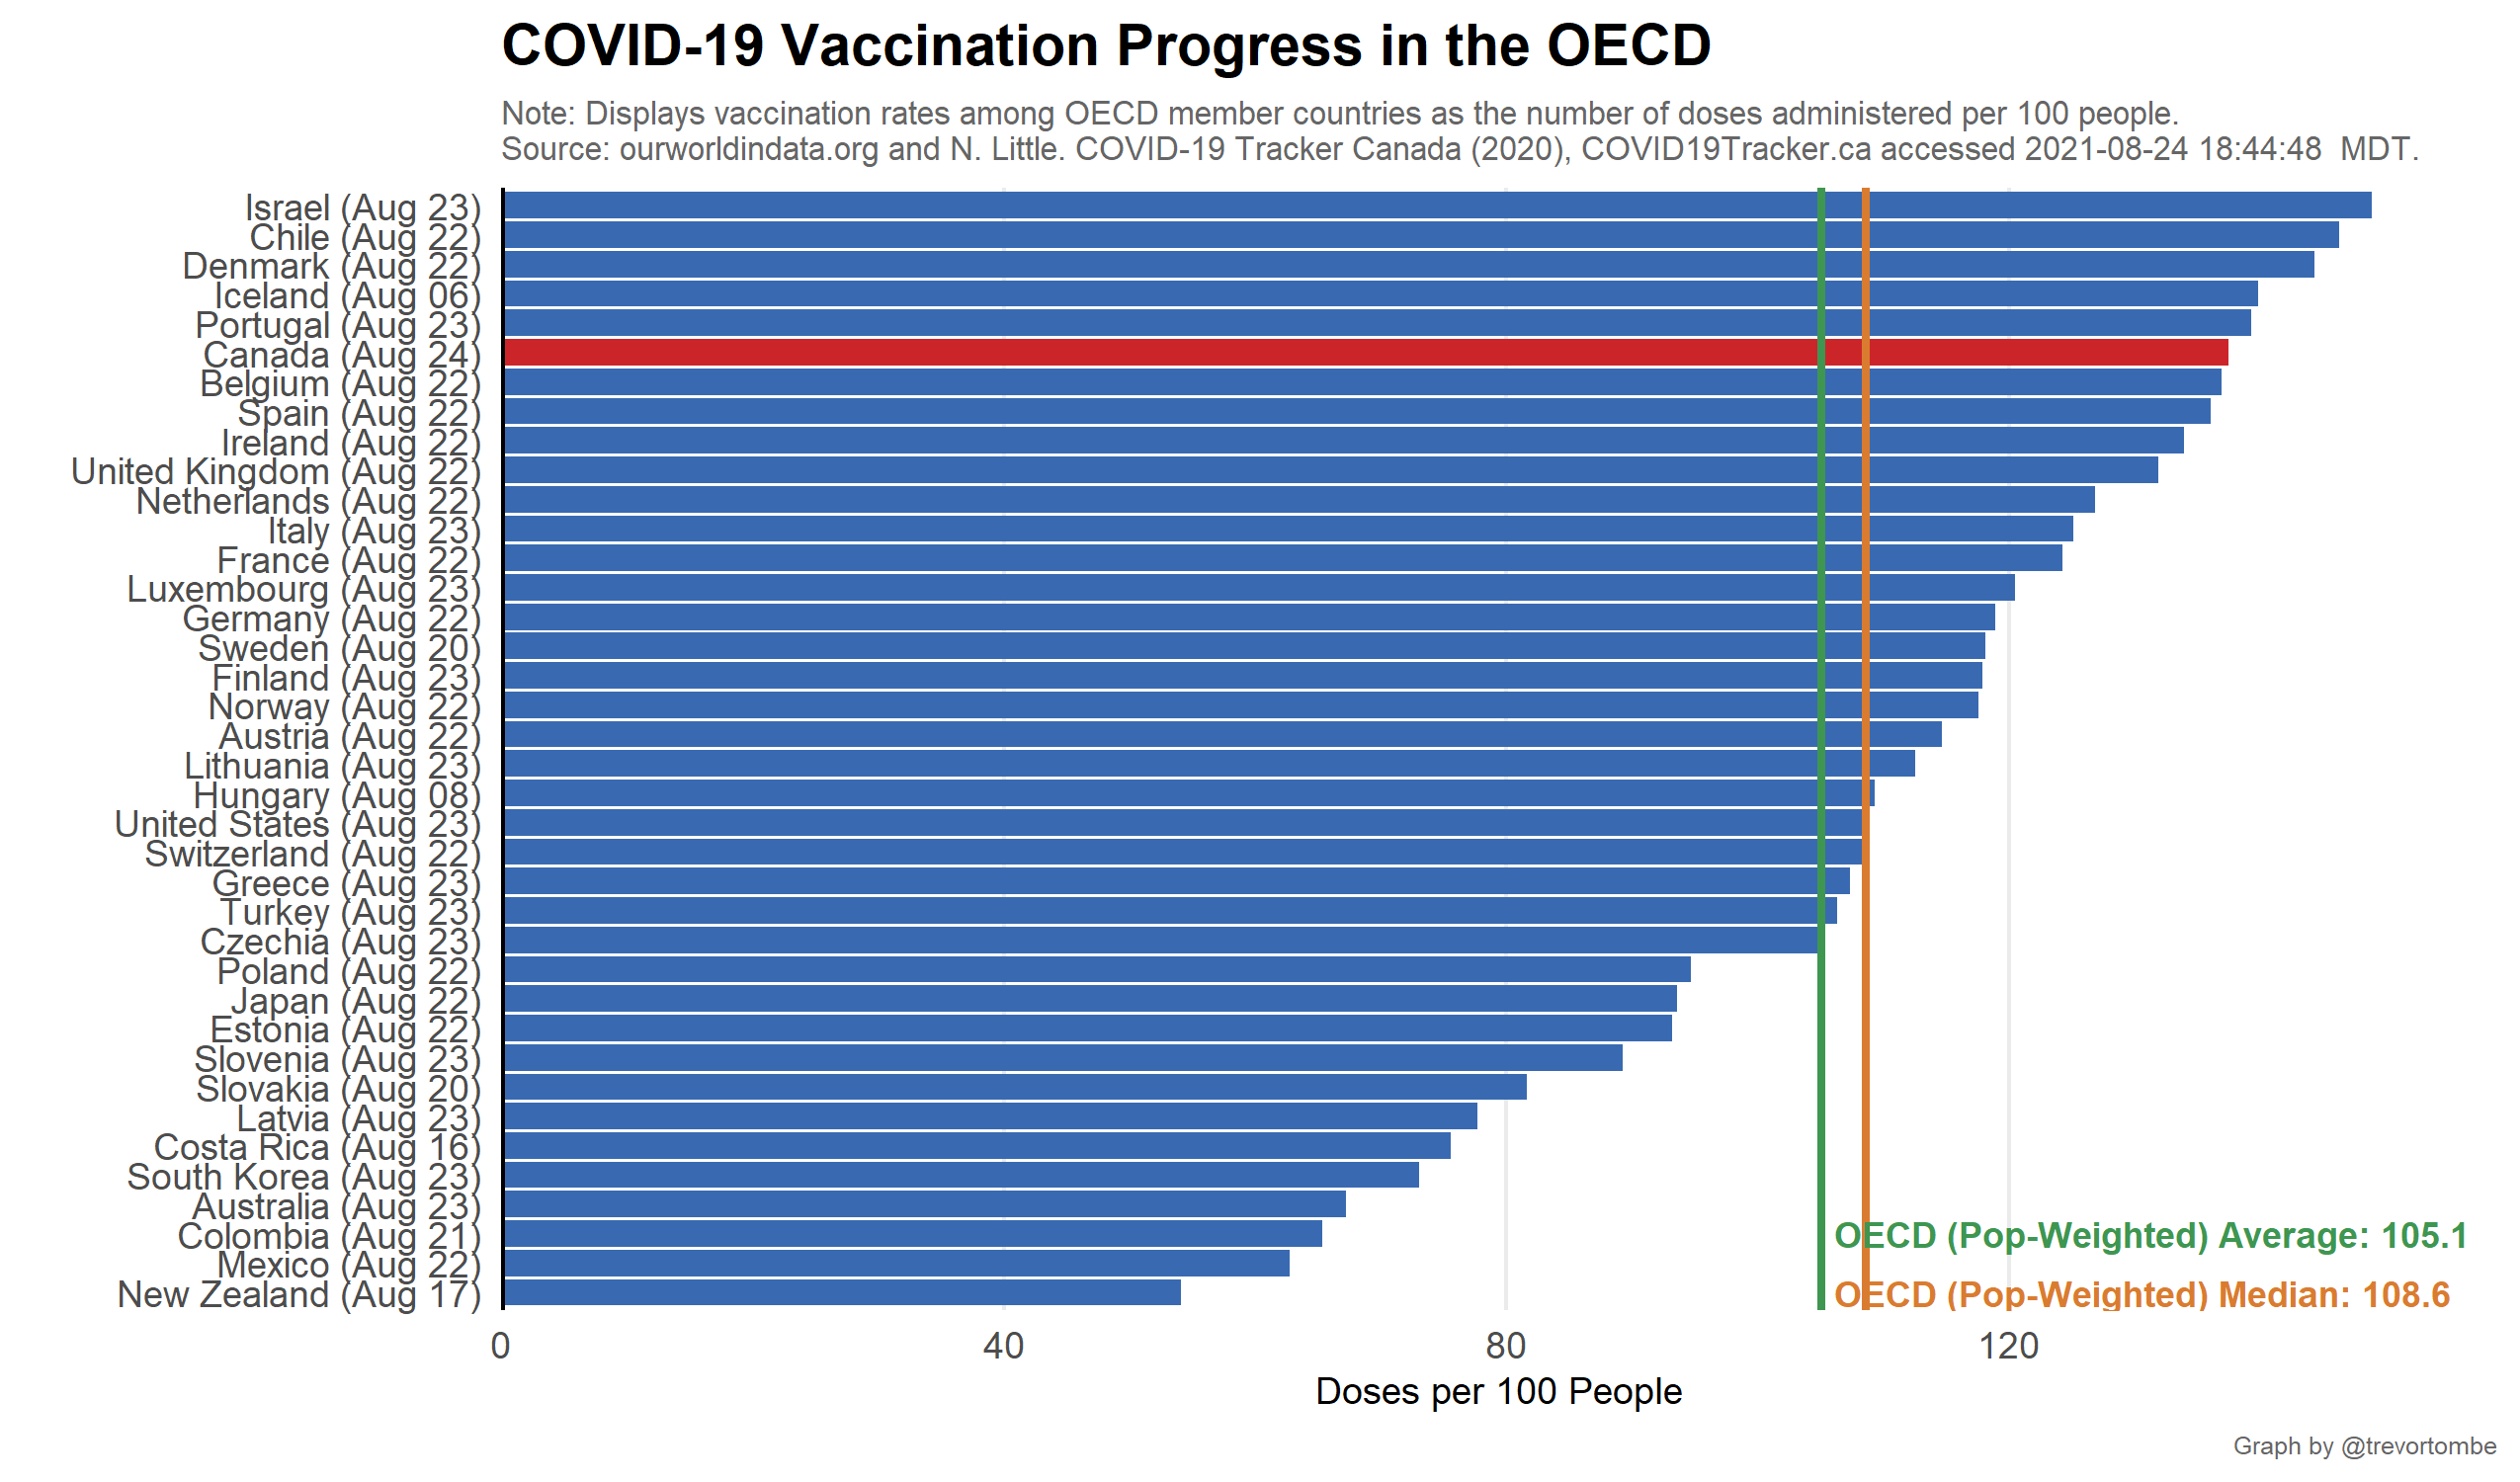 COVID-19 Vaccination Progress in the OECD
Note: Displays vaccination rates among OECD member countries as the number of doses administered per 100 people.
Source: ourworldindata.org and N. Little. COVID-19 Tracker Canada (2020), COVID19Tracker.ca accessed 2021-08-24 18:44:48  MDT.
Israel (Aug 23)
Chile (Aug 22)
Denmark (Aug 22)
Iceland (Aug 06)
Portugal (Aug 23)
Canada (Aug 24)
Belgium (Aug 22)
Spain (Aug 22)
Ireland (Aug 22)
United Kingdom (Aug 22)
Netherlands (Aug 22)
Italy (Aug 23)
France (Aug 22)
Luxembourg (Aug 23)
Germany (Aug 22)
Sweden (Aug 20)
Finland (Aug 23)
Norway (Aug 22)
Austria (Aug 22)
Lithuania (Aug 23)
Hungary (Aug 08)
United States (Aug 23)
Switzerland (Aug 22)
Greece (Aug 23)
Turkey (Aug 23)
Czechia (Aug 23)
Poland (Aug 22)
Japan (Aug 22)
Estonia (Aug 22)
Slovenia (Aug 23)
Slovakia (Aug 20)
Latvia (Aug 23)
Costa Rica (Aug 16)
South Korea (Aug 23)
Australia (Aug 23)
Colombia (Aug 21)
Mexico (Aug 22)
New Zealand (Aug 17)
OECD (Pop-Weighted) Average: 105.1
OECD (Pop-Weighted) Median: 108.6
0 40 80 120
Doses per 100 People
Graph by @trevortombe